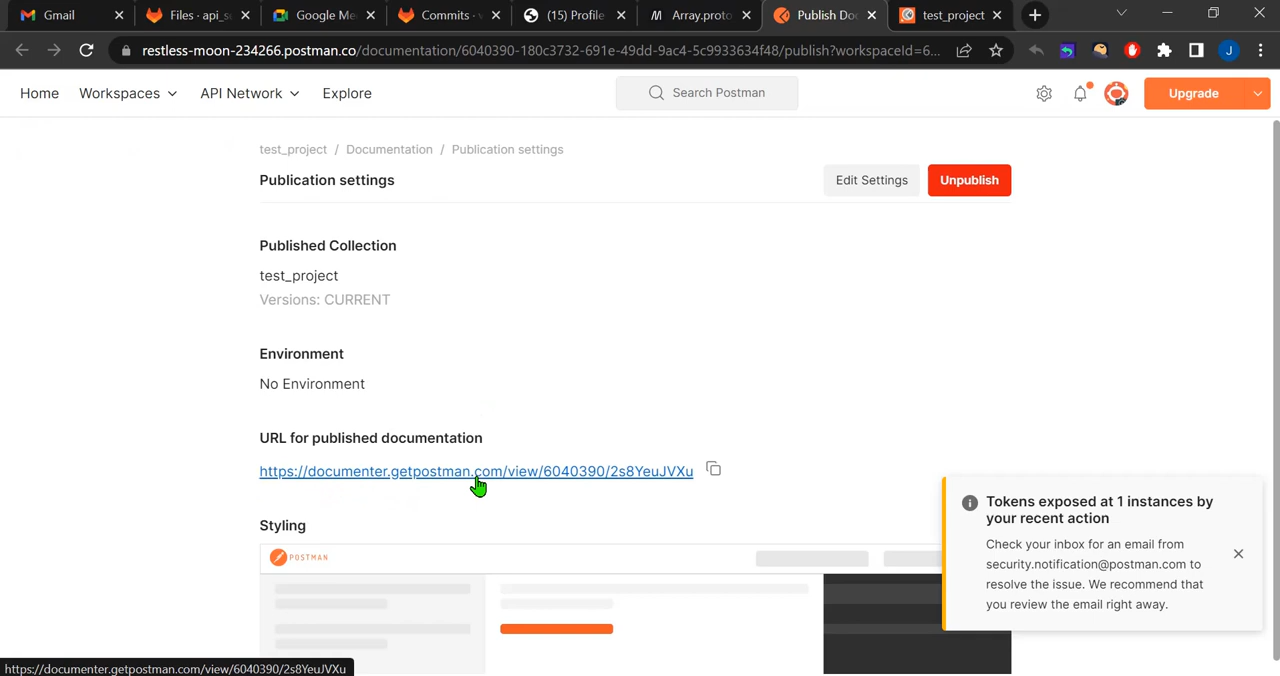 Gmail
Files · api_s
Google Me
Commits ·
(15) Profile
Array.proto
Publish Doc
test_project
restless-moon-234266.postman.co/documentation/6040390-180c3732-691e-49dd-9ac4-5c9933634f48/publish?workspaceId=6...
J
Home
Workspaces
API Network
Explore
Search Postman
Upgrade
test_project / Documentation / Publication settings
Publication settings
Edit Settings
Unpublish
Published Collection
test_project
Versions: CURRENT
Environment
No Environment
URL for published documentation
https://documenter.getpostman.com/view/6040390/2s8YeuJVXu
Styling
POSTMAN
Tokens exposed at 1 instances by
your recent action
Check your inbox for an email from
security.notification@postman.com to
resolve the issue. We recommend that
you review the email right away.
https://documenter.getpostman.com/view/6040390/2s8YeuJVXu